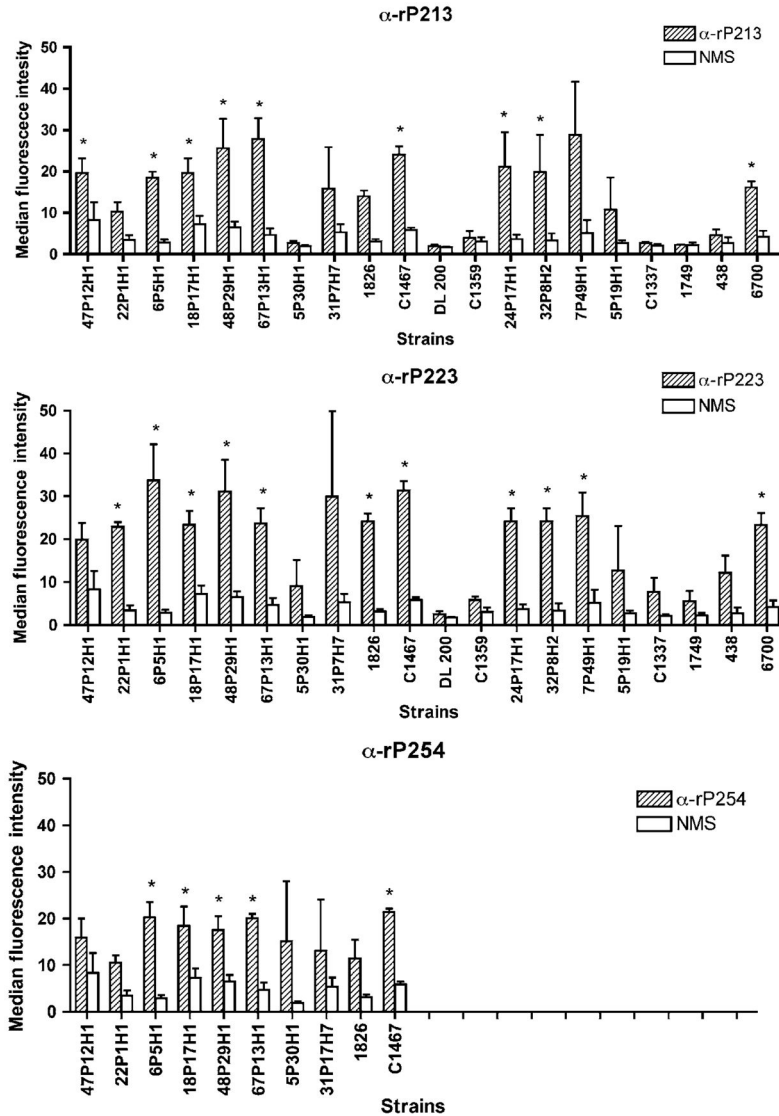 α-rP213
α-rP213
NMS
Median fluorescece intesity
50
40
30
20
10
0
* * * * * * * * * *
47P12H1
22P1H1
6P5H1
18P17H1
48P29H1
67P13H1
5P30H1
31P7H7
1826
C1467
DL 200
C1359
24P17H1
32P8H2
7P49H1
5P19H1
C1337
1749
438
6700
Strains
α-rP223
α-rP223
NMS
Median fluorescence intensity
50
40
30
20
10
0
* * * * * * * * * * *
47P12H1
22P1H1
6P5H1
18P17H1
48P29H1
67P13H1
5P30H1
31P7H7
1826
C1467
DL 200
C1359
24P17H1
32P8H2
7P49H1
5P19H1
C1337
1749
438
6700
Strains
α-rP254
α-rP254
NMS
Median fluorescence intensity
50
40
30
20
10
0
* * * * *
47P12H1
22P1H1
6P5H1
18P17H1
48P29H1
67P13H1
5P30H1
31P17H7
1826
C1467
Strains